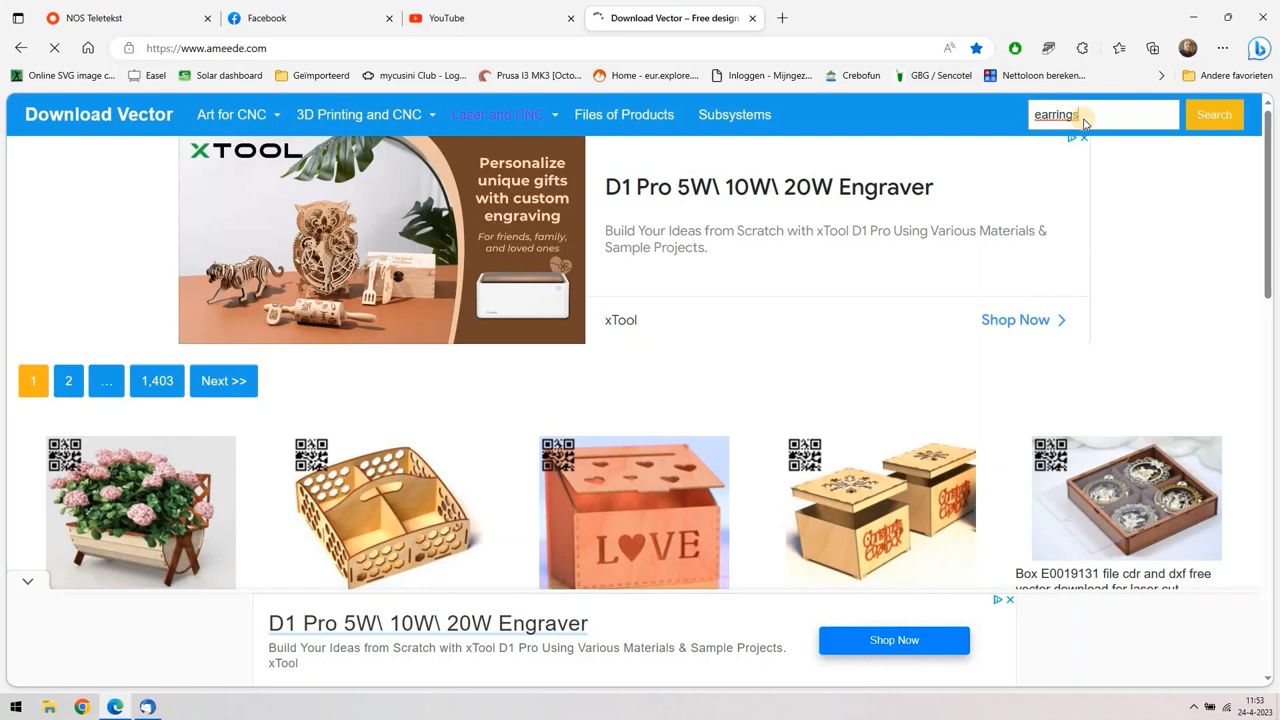 NOS Teletekst
Facebook
YouTube
Download Vector – Free design
https://www.ameede.com
Online SVG image c...
Easel
Solar dashboard
Geïmporteerd
mycusini Club - Log...
Prusa I3 MK3 [Octo...
Home - eur.explore...
Inloggen - Mijngez...
Crebofun
GBG / Sencotel
Nettoloon bereken...
Andere favorieten
Download Vector
Art for CNC
3D Printing and CNC
Laser and CNC
Files of Products
Subsystems
earrings
Search
XTOOL
Personalize
unique gifts
with custom
engraving
For friends, family,
and loved ones
D1 Pro 5W\ 10W\ 20W Engraver
Build Your Ideas from Scratch with xTool D1 Pro Using Various Materials &
Sample Projects.
xTool
Shop Now
1
2
...
1,403
Next >>
LOVE
Box E0019131 file cdr and dxf free
vector download for laser cut
D1 Pro 5W\ 10W\ 20W Engraver
Build Your Ideas from Scratch with xTool D1 Pro Using Various Materials & Sample Projects.
xTool
Shop Now
11:53
24-4-2023